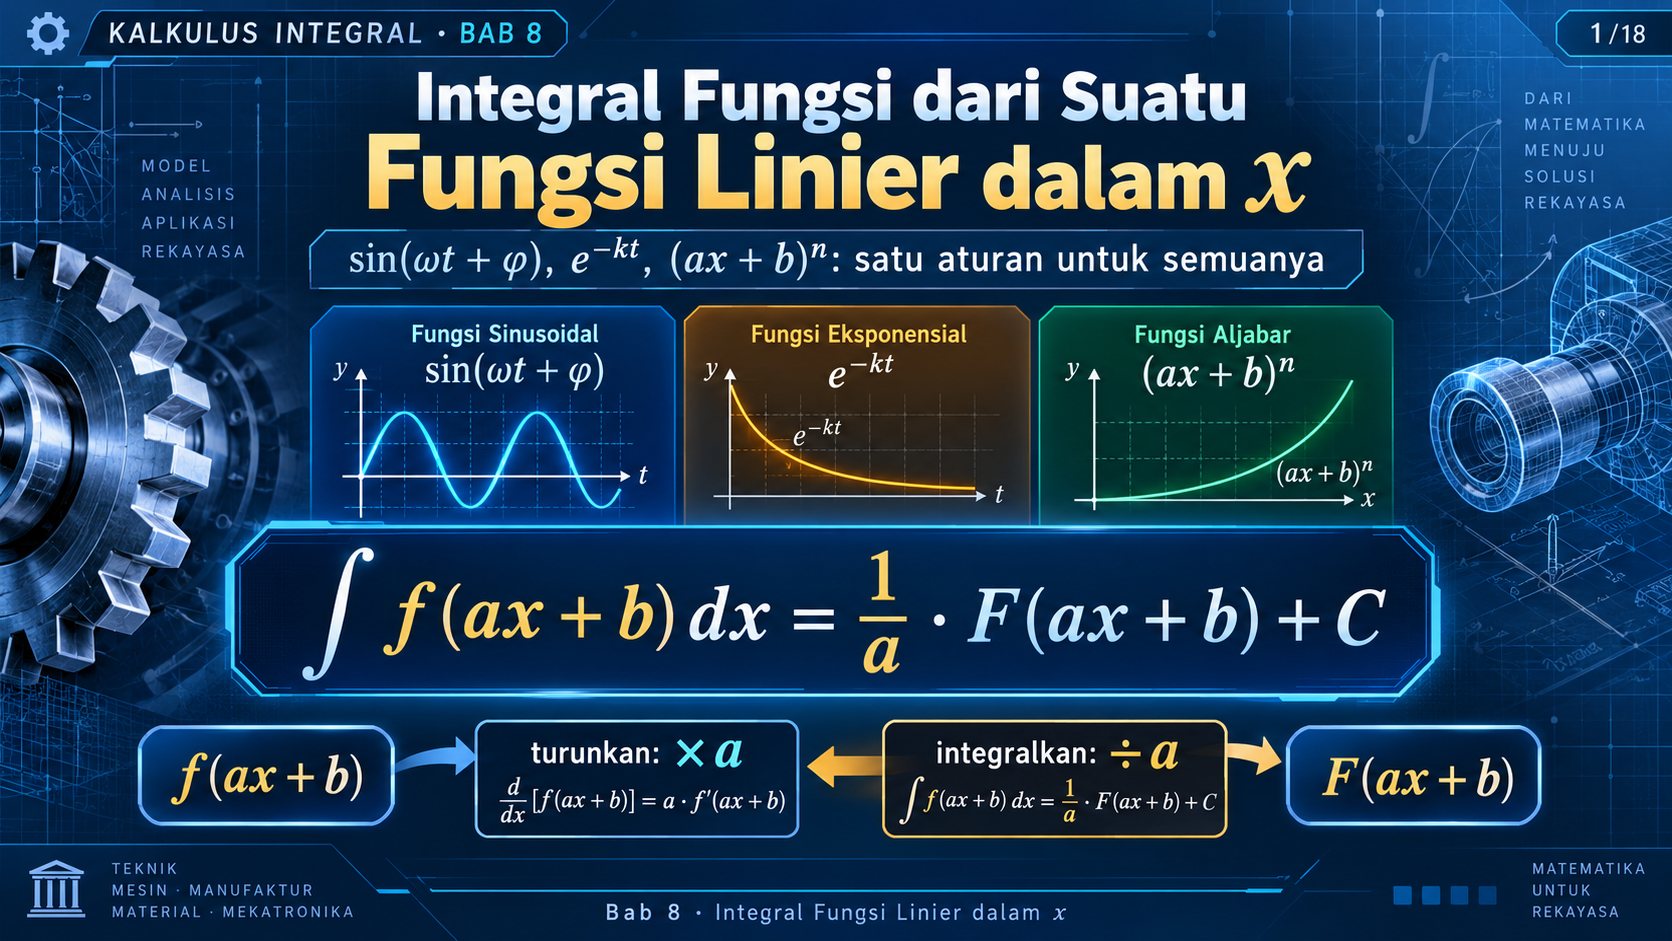 KALKULUS INTEGRAL · BAB 8
1/18
Integral Fungsi dari Suatu
Fungsi Linier dalam x
MODEL
ANALISIS
APLIKASI
REKAYASA
DARI
MATEMATIKA
MENUJU
SOLUSI
REKAYASA
sin(ωt + φ), e^{−kt}, (ax + b)^n: satu aturan untuk semuanya
Fungsi Sinusoidal
sin(ωt + φ)
y
t
Fungsi Eksponensial
e^{−kt}
y
e^{−kt}
t
Fungsi Aljabar
(ax + b)^n
y
(ax + b)^n
x
∫ f(ax + b) dx = 1/a · F(ax + b) + C
f(ax + b)
turunkan: × a
d/dx [f(ax + b)] = a · f′(ax + b)
integralkan: ÷ a
∫ f(ax + b) dx = 1/a · F(ax + b) + C
F(ax + b)
TEKNIK
MESIN · MANUFAKTUR
MATERIAL · MEKATRONIKA
Bab 8 · Integral Fungsi Linier dalam x
MATEMATIKA
UNTUK
REKAYASA